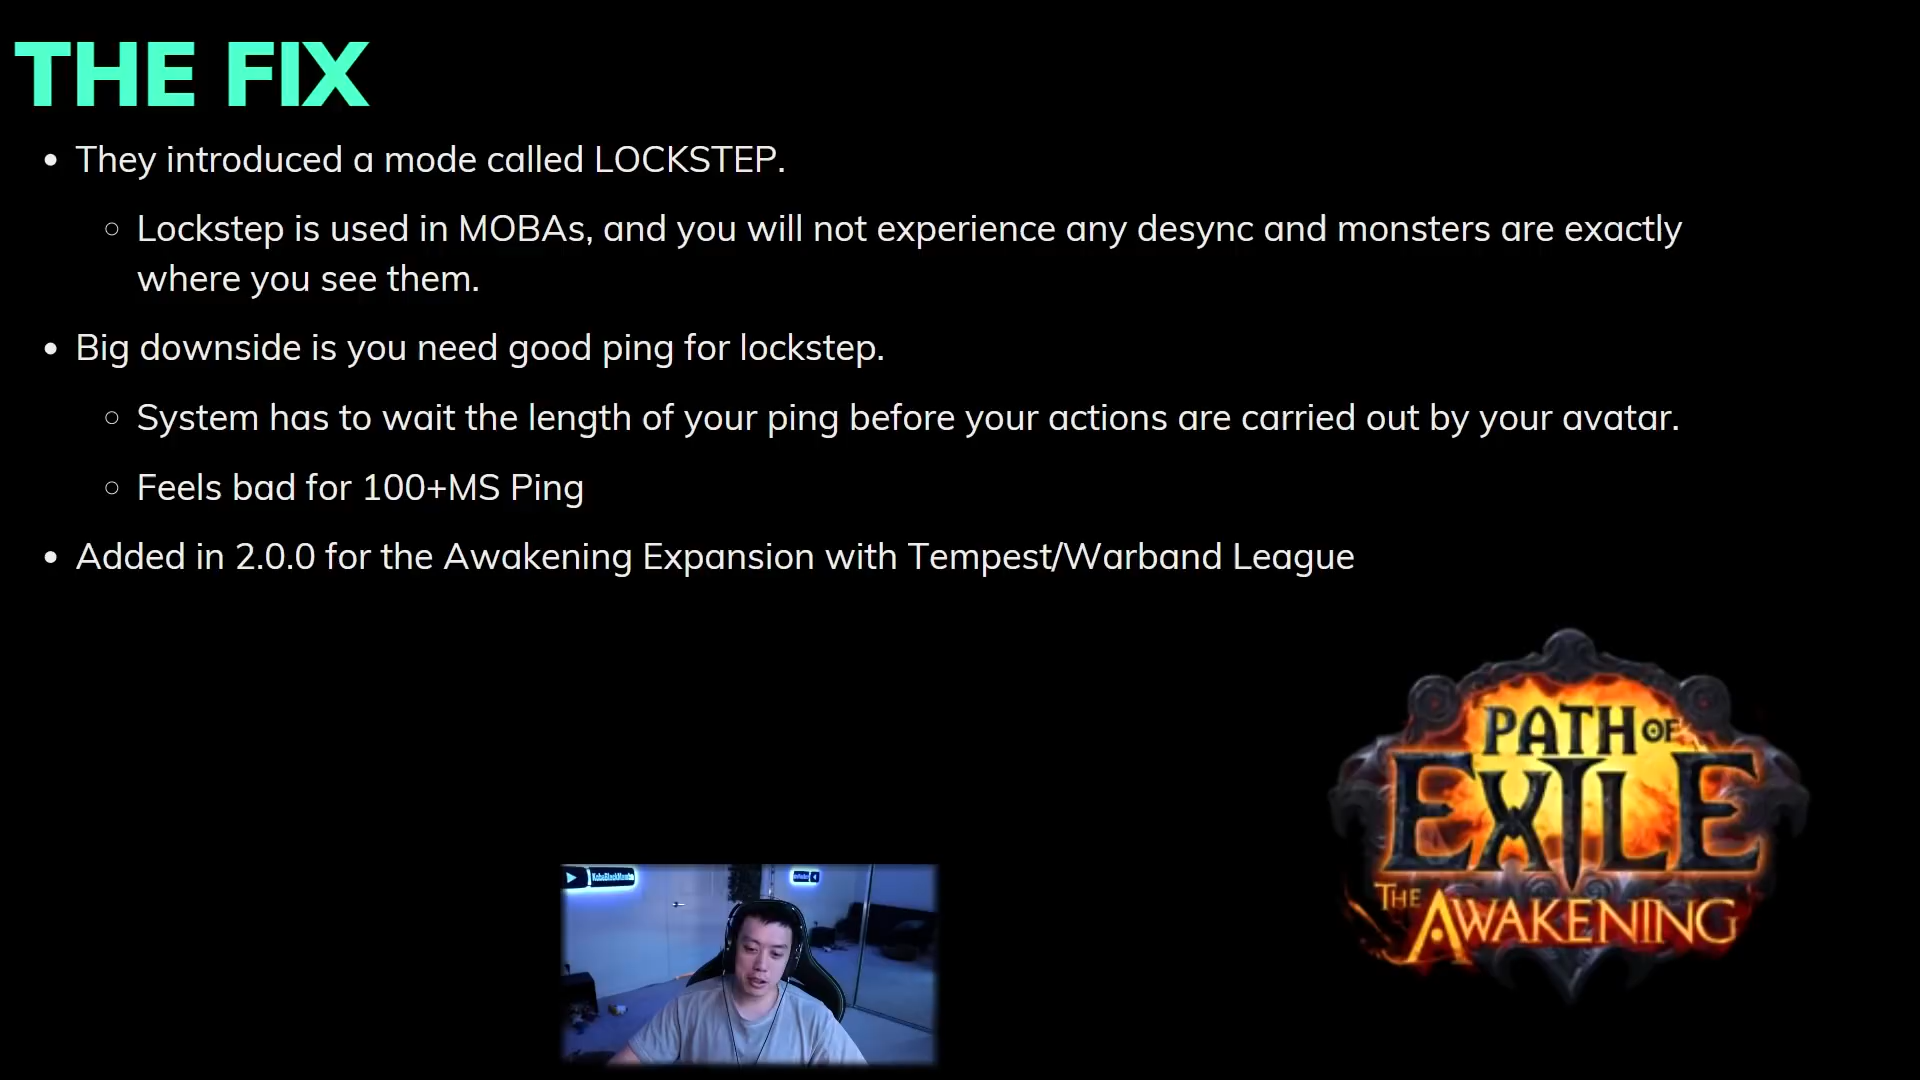 THE FIX
• They introduced a mode called LOCKSTEP.
○ Lockstep is used in MOBAs, and you will not experience any desync and monsters are exactly
where you see them.
• Big downside is you need good ping for lockstep.
○ System has to wait the length of your ping before your actions are carried out by your avatar.
○ Feels bad for 100+MS Ping
• Added in 2.0.0 for the Awakening Expansion with Tempest/Warband League
PATH OF
EXILE
THE AWAKENING